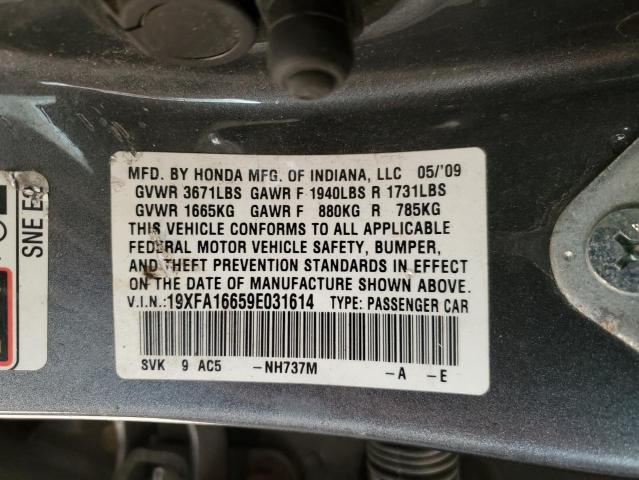 MFD. BY HONDA MFG. OF INDIANA, LLC 05/'09
GVWR 3671LBS GAWR F 1940LBS R 1731LBS
GVWR 1665KG GAWR F 880KG R 785KG
THIS VEHICLE CONFORMS TO ALL APPLICABLE
FEDERAL MOTOR VEHICLE SAFETY, BUMPER,
AND THEFT PREVENTION STANDARDS IN EFFECT
ON THE DATE OF MANUFACTURE SHOWN ABOVE.
V.I.N.:19XFA16659E031614 TYPE: PASSENGER CAR
SVK 9 AC5 -NH737M -A -E
SNE